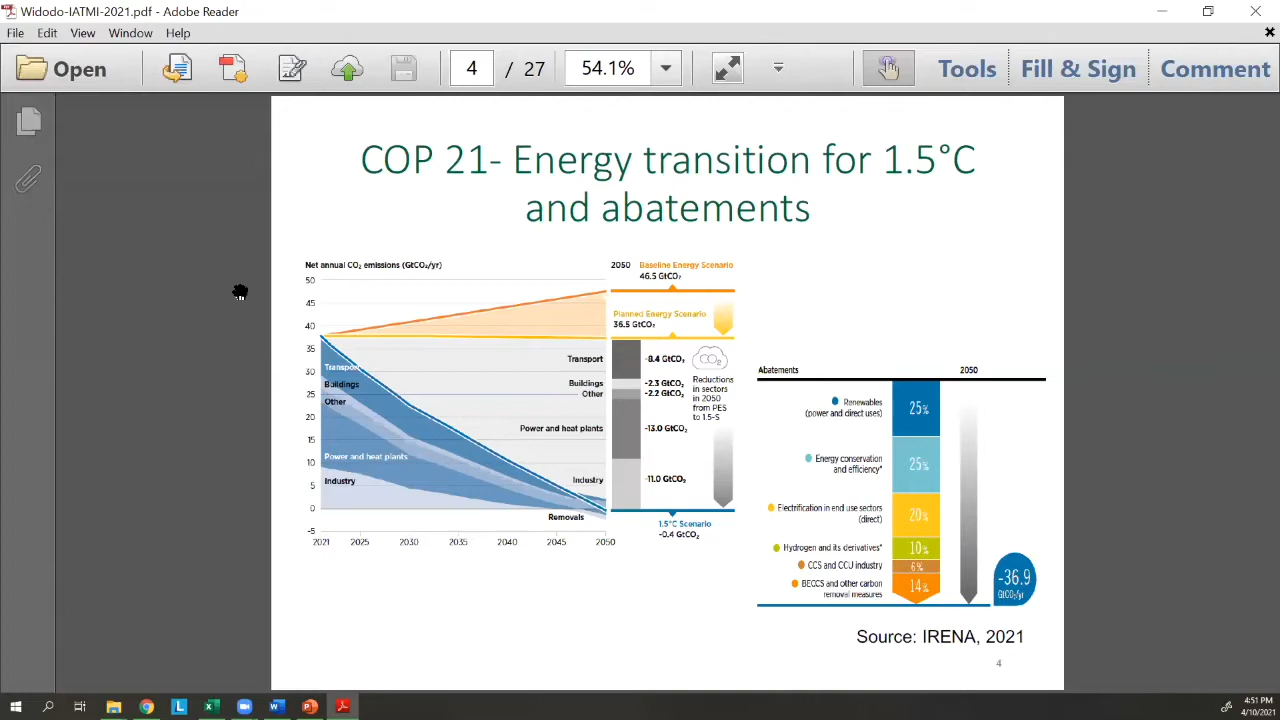 Widodo-IATMI-2021.pdf - Adobe Reader
File Edit View Window Help
Open
4 / 27
54.1%
Tools
Fill & Sign
Comment
COP 21- Energy transition for 1.5°C
and abatements
Net annual CO₂ emissions (GtCO₂/yr)
50
45
40
35
30
25
20
15
10
5
0
-5
2021 2025 2030 2035 2040 2045 2050
Transport
Buildings
Other
Power and heat plants
Industry
Transport
Buildings
Other
Power and heat plants
Industry
Removals
2050 Baseline Energy Scenario
46.5 GtCO₂
Planned Energy Scenario
36.5 GtCO₂
-8.4 GtCO₂
-2.3 GtCO₂
-2.2 GtCO₂
-13.0 GtCO₂
-11.0 GtCO₂
CO₂
Reductions
in sectors
in 2050
from PES
to 1.5-S
1.5°C Scenario
-0.4 GtCO₂
Abatements 2050
Renewables
(power and direct uses)
25%
Energy conservation
and efficiency*
25%
Electrification in end use sectors
(direct)
20%
Hydrogen and its derivatives*
10%
CCS and CCU industry
6%
BECCS and other carbon
removal measures
14%
-36.9
GtCO₂/yr
Source: IRENA, 2021
4
4:51 PM
4/10/2021